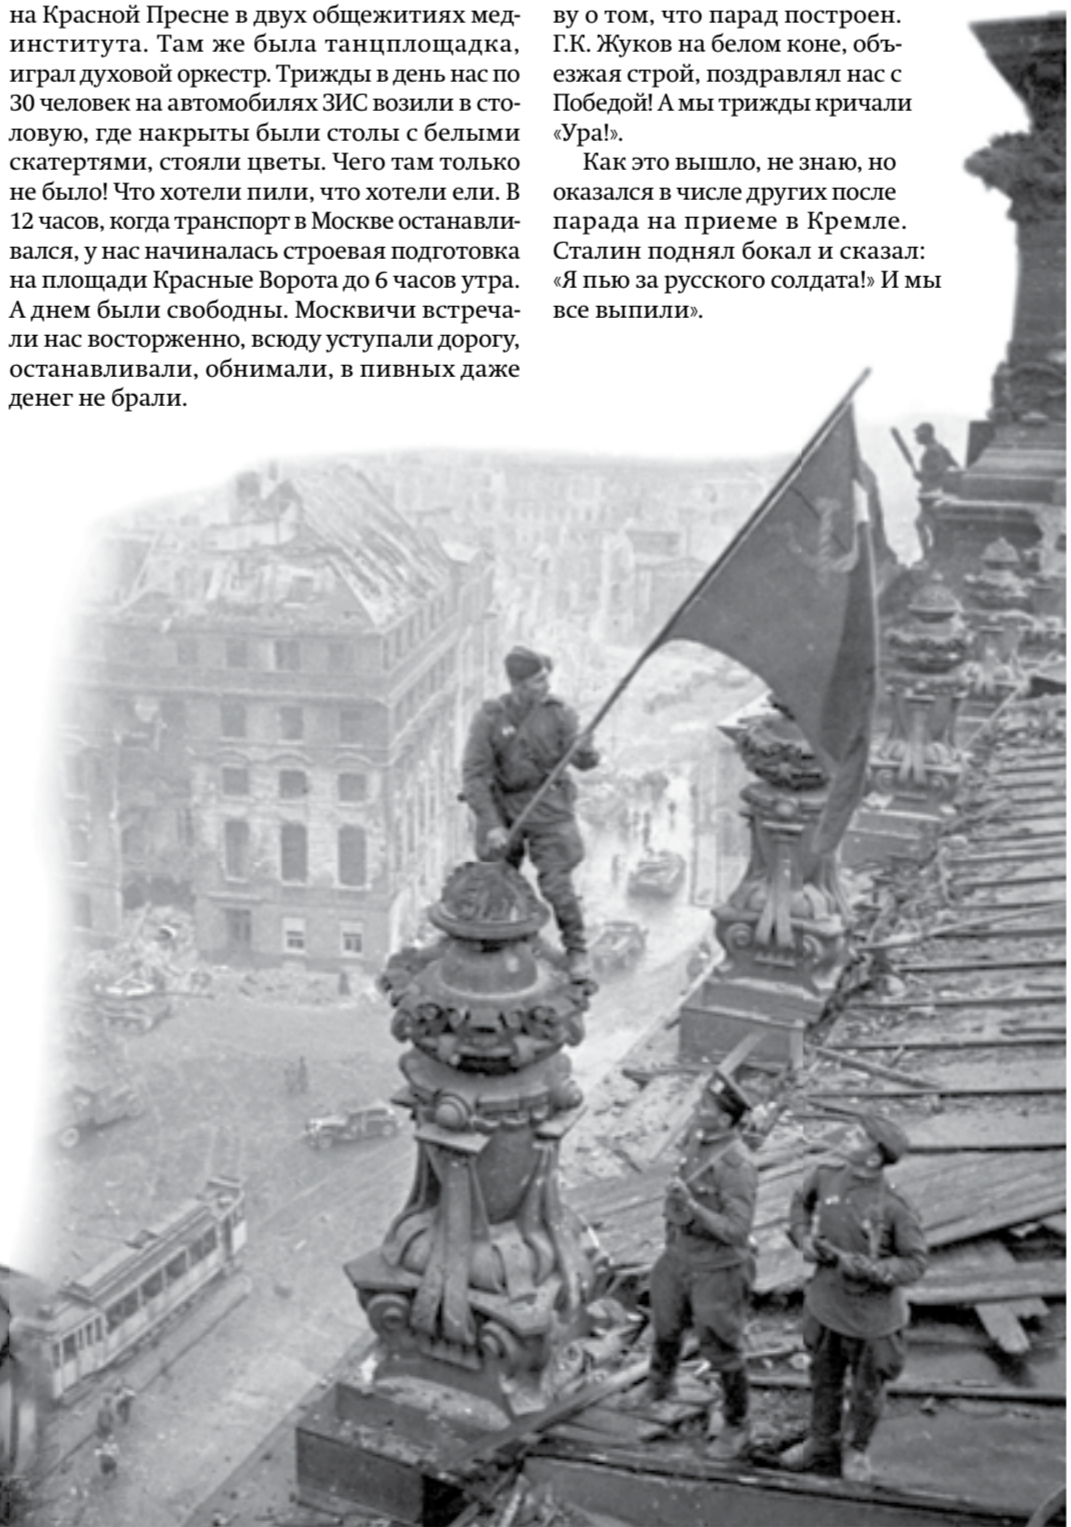 на Красной Пресне в двух общежитиях мед-
института. Там же была танцплощадка,
играл духовой оркестр. Трижды в день нас по
30 человек на автомобилях ЗИС возили в сто-
ловую, где накрыты были столы с белыми
скатертями, стояли цветы. Чего там только
не было! Что хотели пили, что хотели ели. В
12 часов, когда транспорт в Москве останавли-
вался, у нас начиналась строевая подготовка
на площади Красные Ворота до 6 часов утра.
А днем были свободны. Москвичи встреча-
ли нас восторженно, всюду уступали дорогу,
останавливали, обнимали, в пивных даже
денег не брали.
ву о том, что парад построен.
Г.К. Жуков на белом коне, объ-
езжая строй, поздравлял нас с
Победой! А мы трижды кричали
«Ура!».
Как это вышло, не знаю, но
оказался в числе других после
парада на приеме в Кремле.
Сталин поднял бокал и сказал:
«Я пью за русского солдата!» И мы
все выпили».